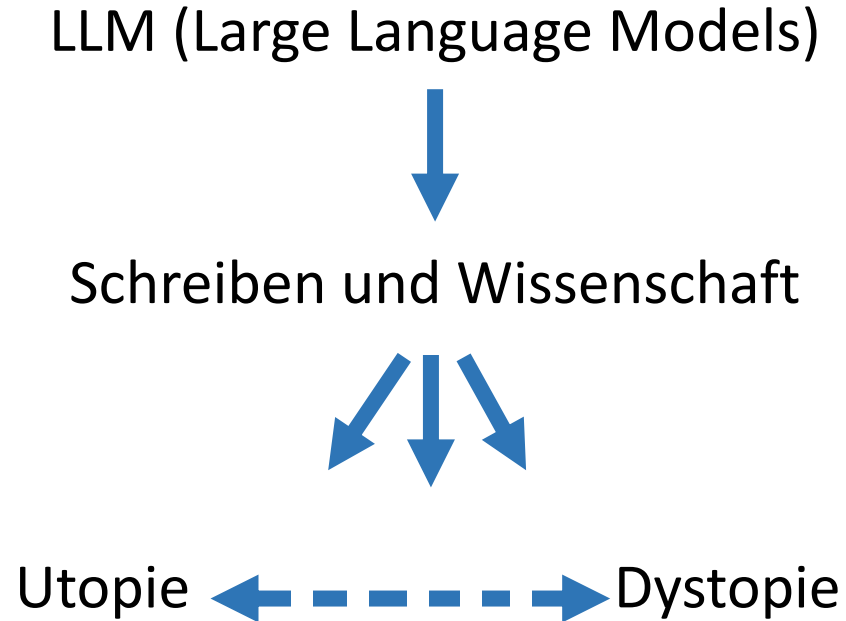 LLM (Large Language Models)
Schreiben und Wissenschaft
Utopie Dystopie